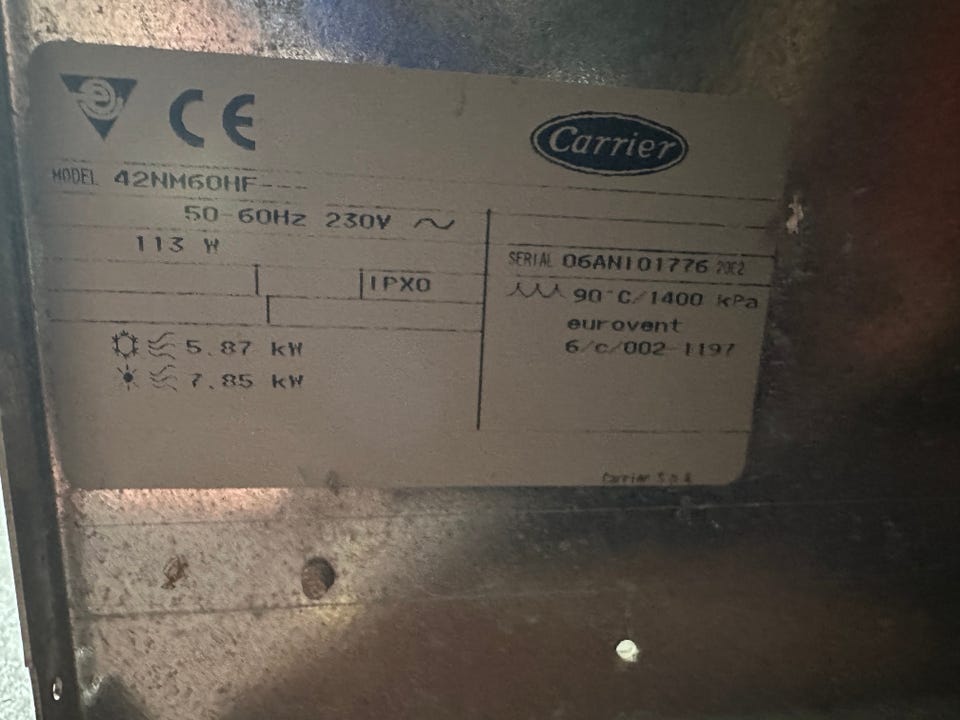 CE
Carrier
MODEL 42NM60HF---
50-60Hz 230V ~
113 W
IPX0
SERIAL 06AN101776 20E2
90°C/1400 kPa
eurovent
6/c/002-1197
5.87 kW
7.85 kW
Carrier S.p.A